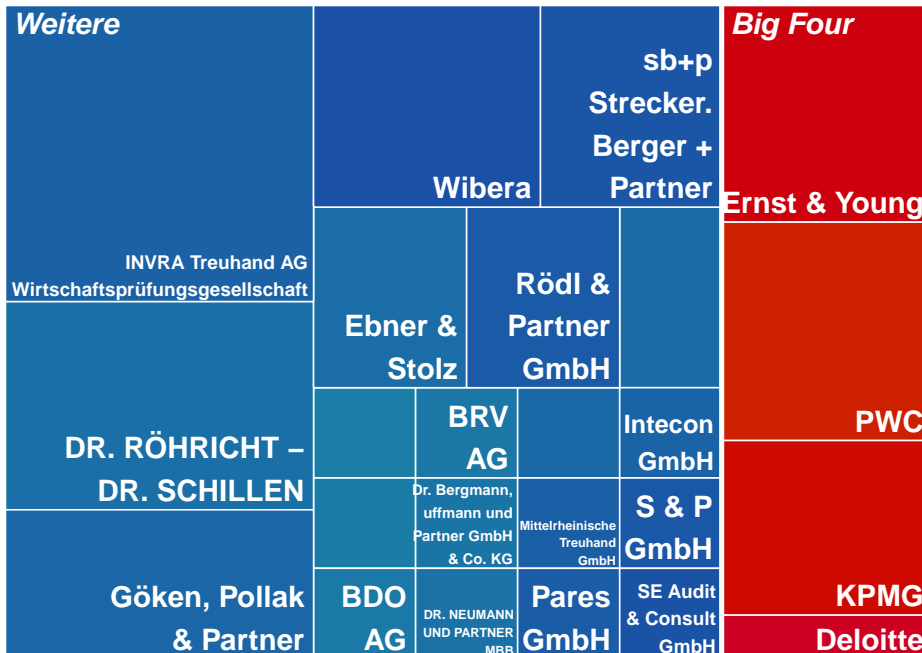 Weitere
INVRA Treuhand AG
Wirtschaftsprüfungsgesellschaft
DR. RÖHRICHT –
DR. SCHILLEN
Göken, Pollak
& Partner
Wibera
sb+p
Strecker.
Berger +
Partner
Ebner &
Stolz
Rödl &
Partner
GmbH
BRV
AG
Intecon
GmbH
Dr. Bergmann,
uffmann und
Partner GmbH
& Co. KG
Mittelrheinische
Treuhand
GmbH
S & P
GmbH
BDO
AG
DR. NEUMANN
UND PARTNER
MBB
Pares
GmbH
SE Audit
& Consult
GmbH
Big Four
Ernst & Young
PWC
KPMG
Deloitte